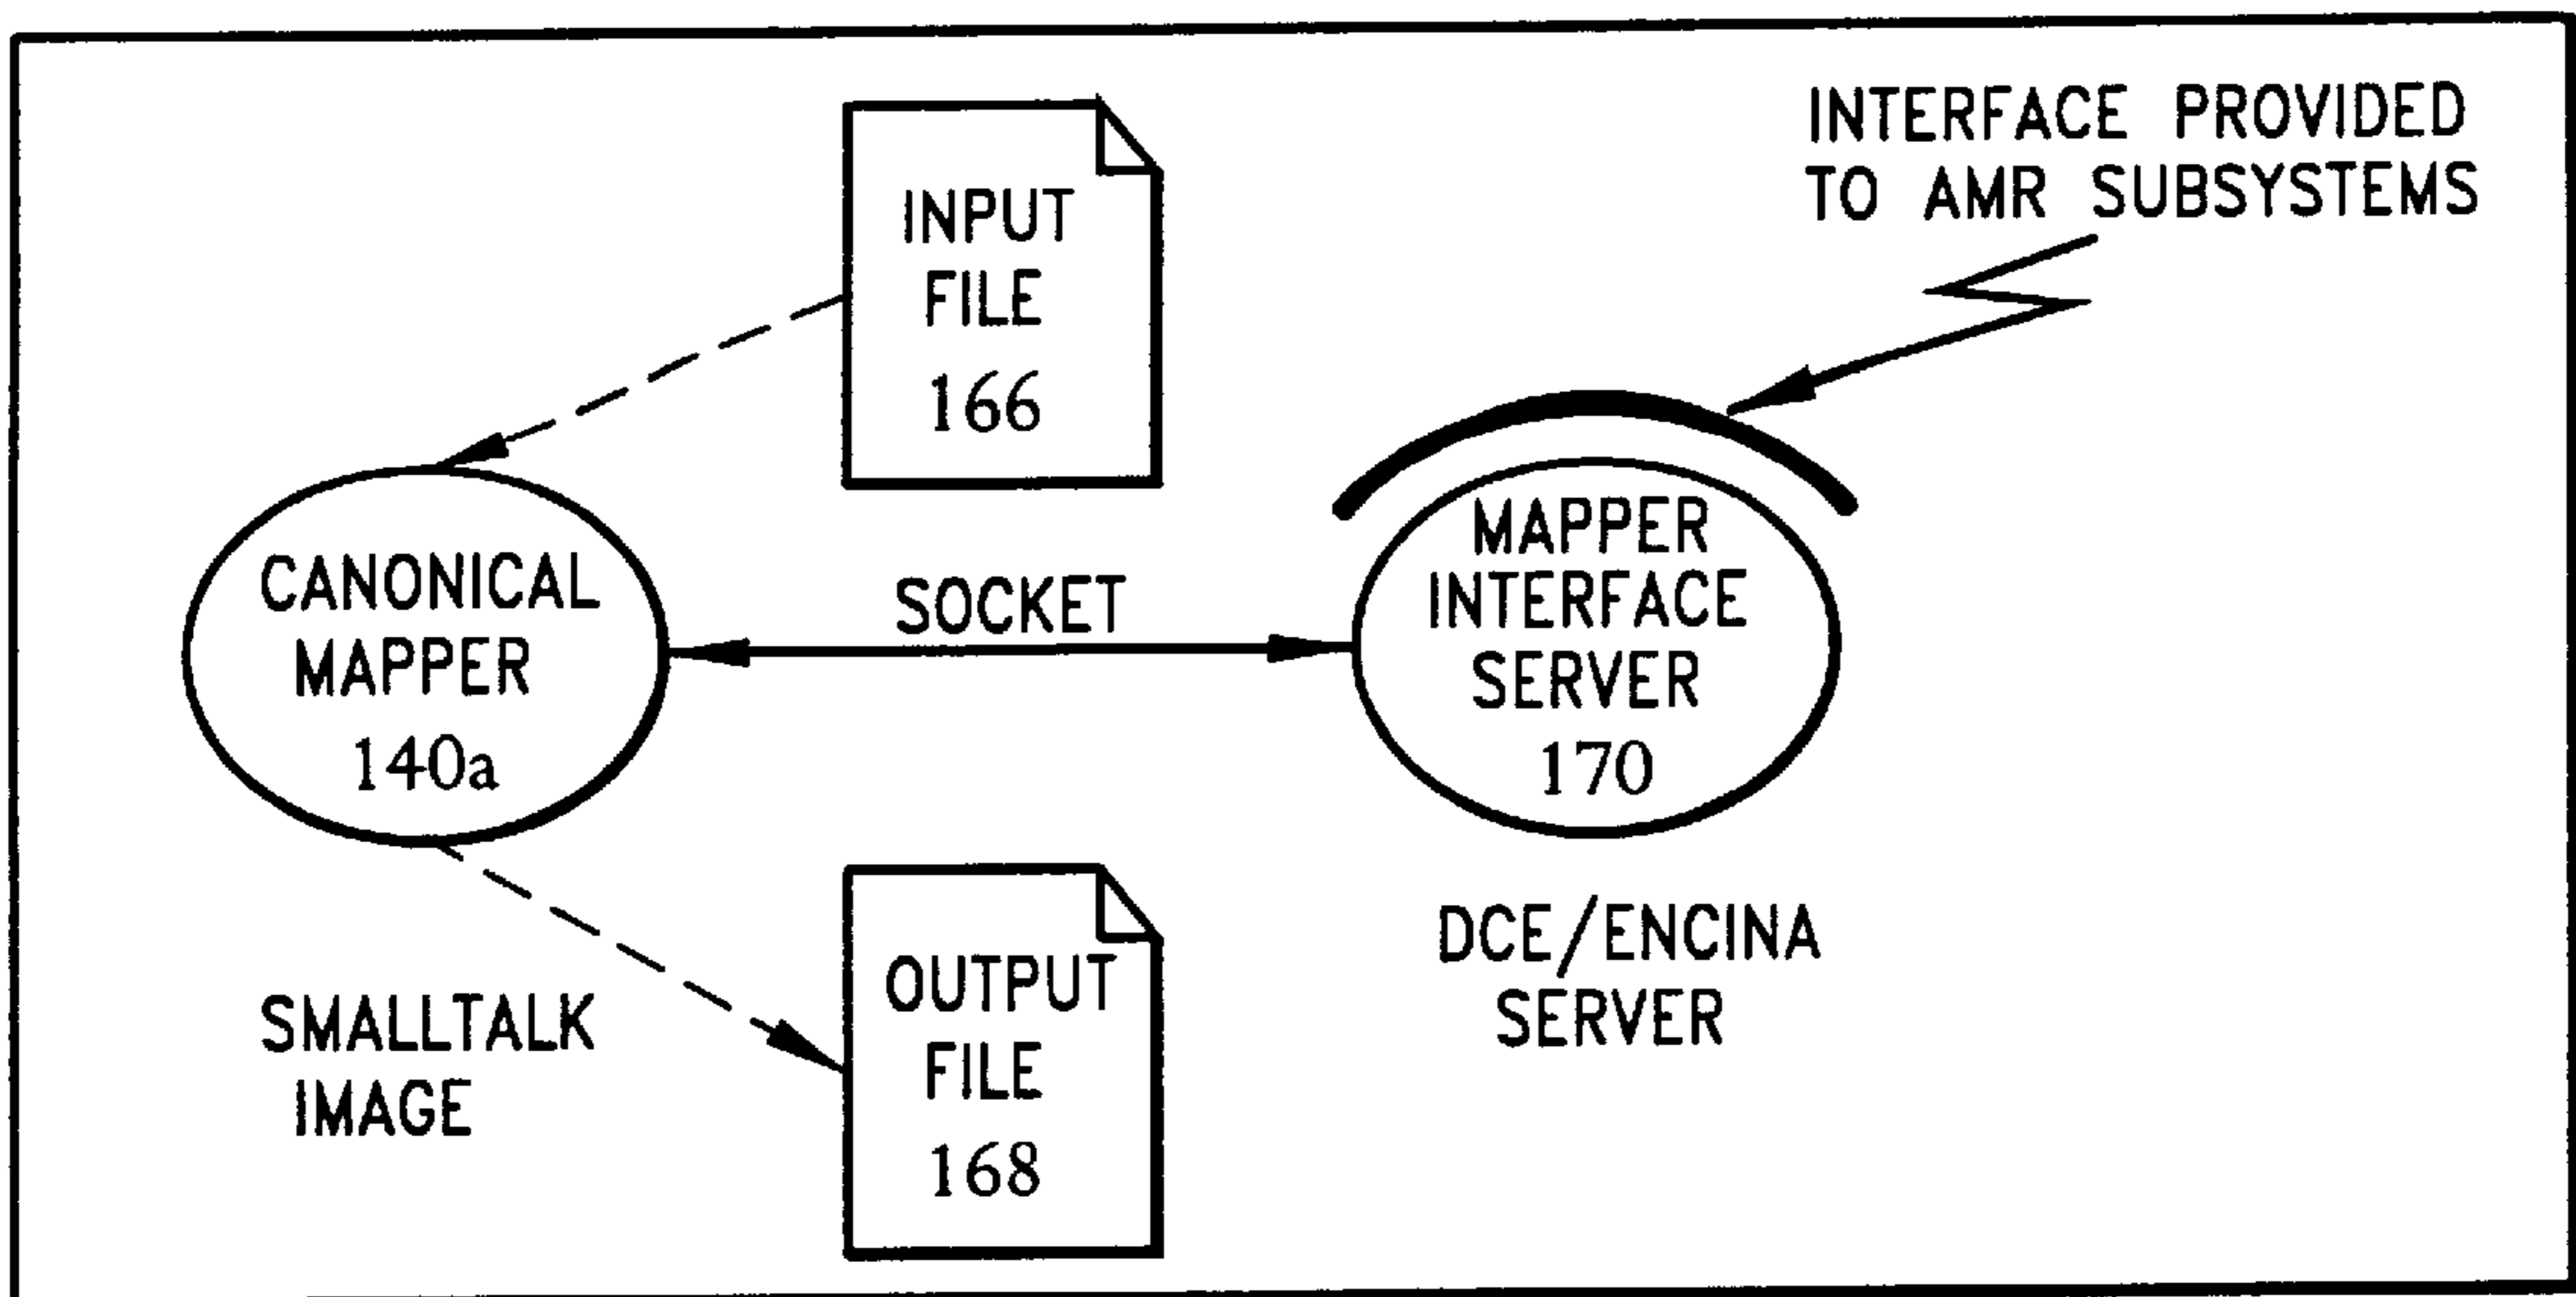 INTERFACE PROVIDED
TO AMR SUBSYSTEMS
INPUT
FILE
166
CANONICAL
MAPPER
140a
SOCKET
MAPPER
INTERFACE
SERVER
170
DCE/ENCINA
SERVER
SMALLTALK
IMAGE
OUTPUT
FILE
168